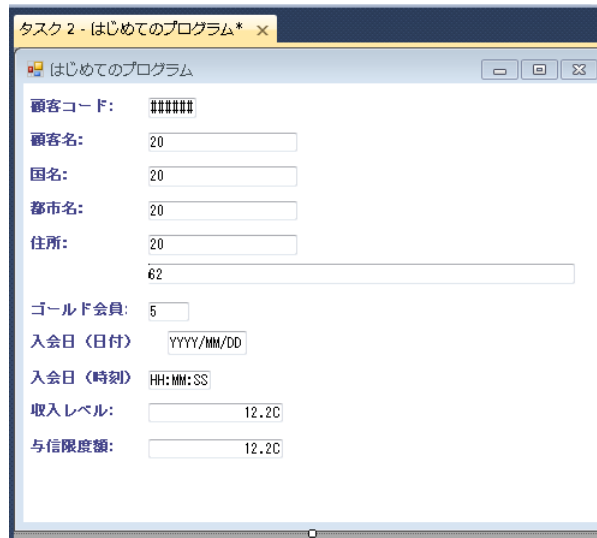 タスク 2 - はじめてのプログラム*
はじめてのプログラム
顧客コード: ######
顧客名: 20
国名: 20
都市名: 20
住所: 20
62
ゴールド会員: 5
入会日（日付） YYYY/MM/DD
入会日（時刻） HH:MM:SS
収入レベル: 12.2C
与信限度額: 12.2C